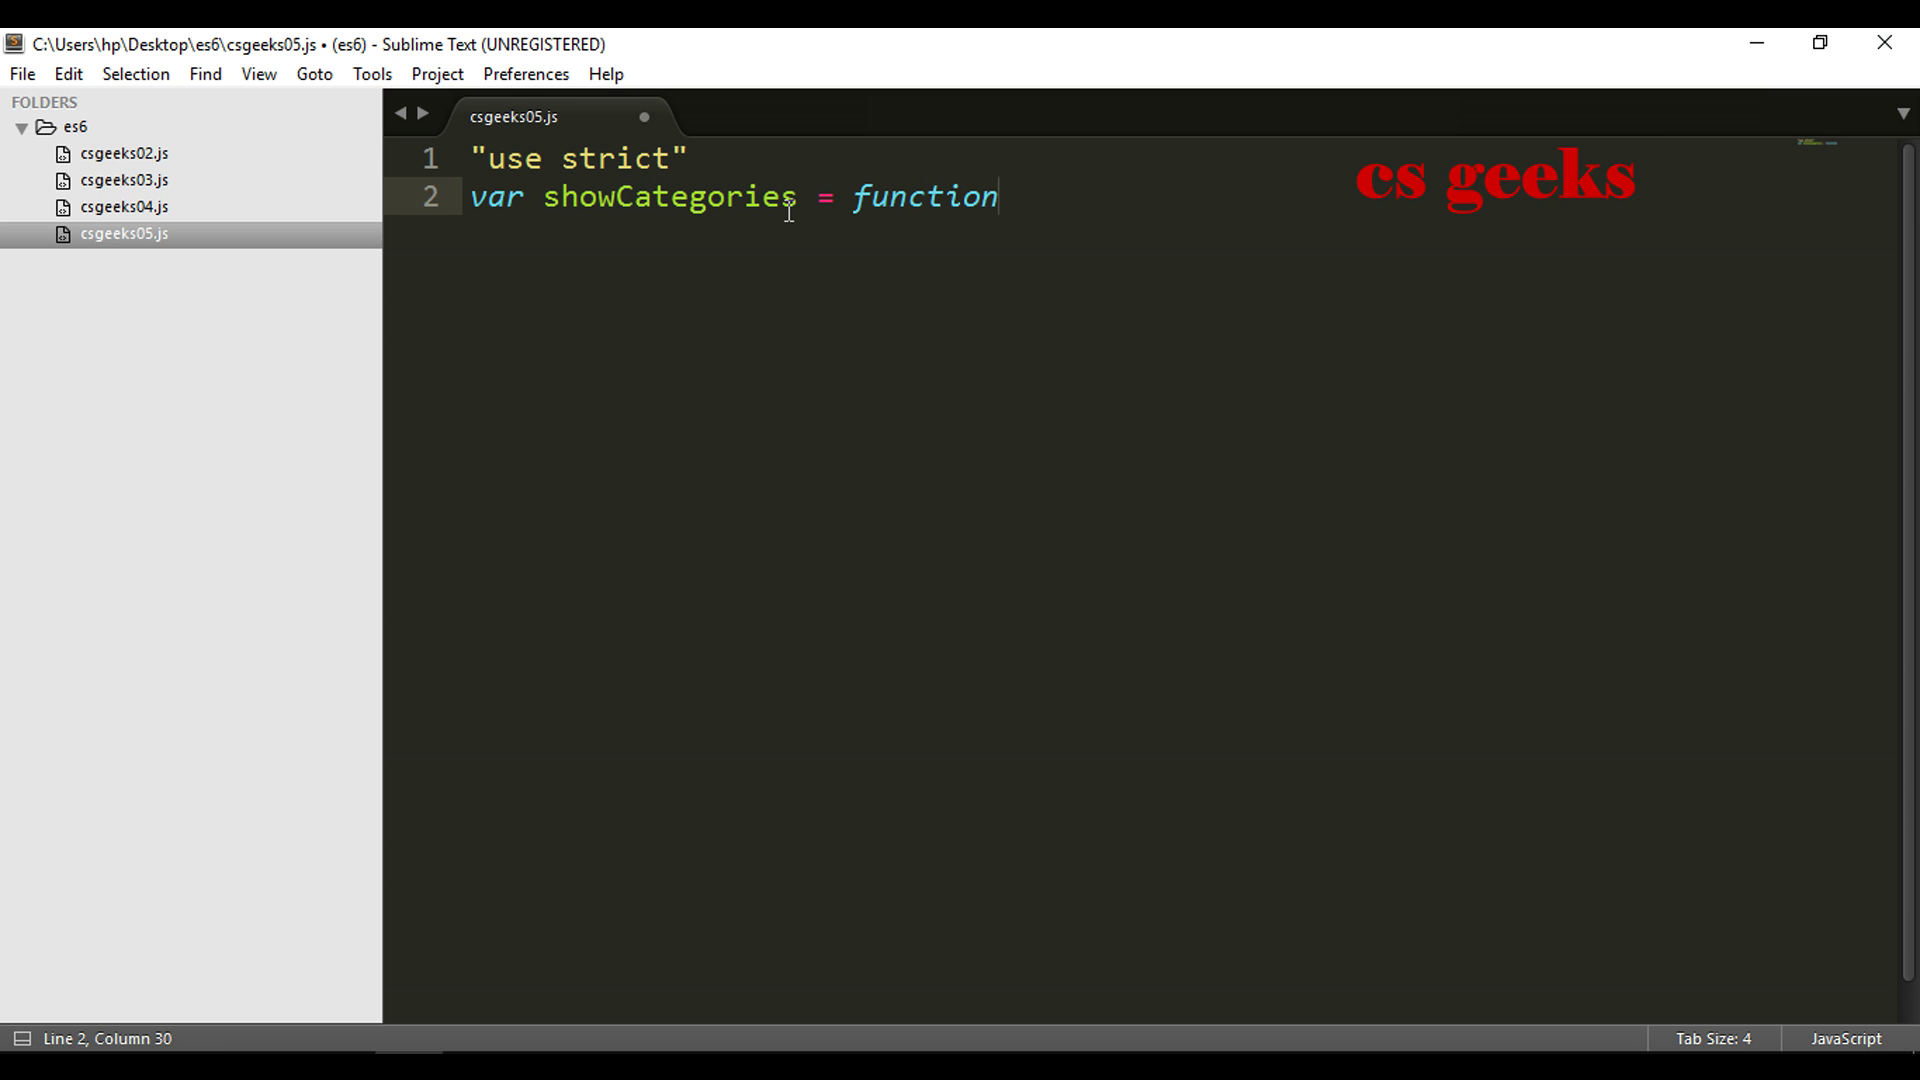 C:\Users\hp\Desktop\es6\csgeeks05.js • (es6) - Sublime Text (UNREGISTERED)
File Edit Selection Find View Goto Tools Project Preferences Help
FOLDERS
es6
csgeeks02.js
csgeeks03.js
csgeeks04.js
csgeeks05.js
csgeeks05.js
1 "use strict"
2 var showCategories = function
cs geeks
Line 2, Column 30
Tab Size: 4
JavaScript